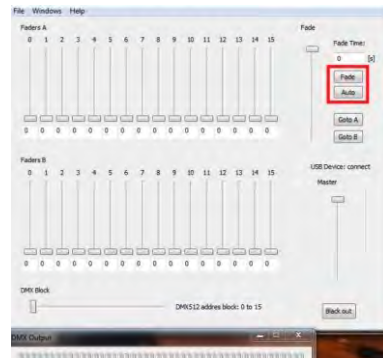 File Windows Help
Faders A
0 1 2 3 4 5 6 7 8 9 10 11 12 13 14 15
0 0 0 0 0 0 0 0 0 0 0 0 0 0 0 0
Fade
Fade Time:
0 [s]
Fade
Auto
Goto A
Goto B
Faders B
0 1 2 3 4 5 6 7 8 9 10 11 12 13 14 15
0 0 0 0 0 0 0 0 0 0 0 0 0 0 0 0
USB Device: connect
Master
DMX Block
DMX512 addres block: 0 to 15
Black out
DMX Output